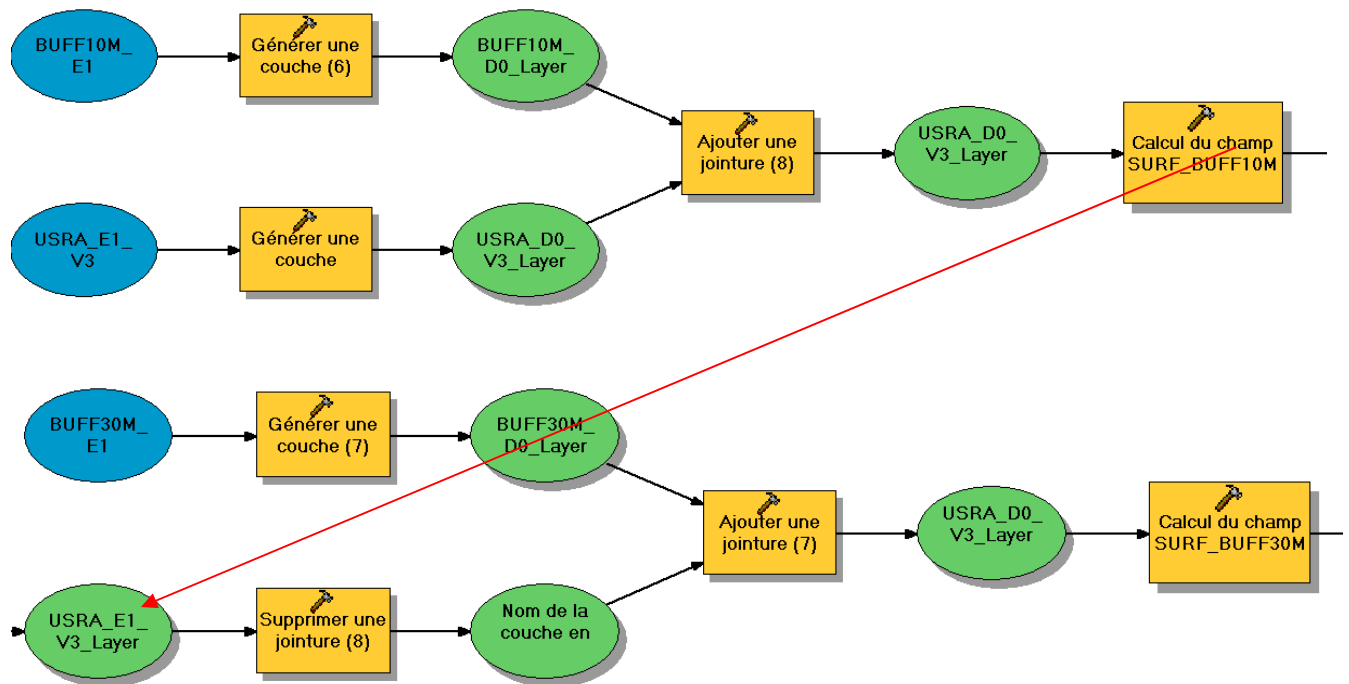 BUFF10M_
E1
Générer une
couche (6)
BUFF10M_
D0_Layer
Ajouter une
jointure (8)
USRA_D0_
V3_Layer
Calcul du champ
SURF_BUFF10M
USRA_E1_
V3
Générer une
couche
USRA_D0_
V3_Layer
BUFF30M_
E1
Générer une
couche (7)
BUFF30M_
D0_Layer
Ajouter une
jointure (7)
USRA_D0_
V3_Layer
Calcul du champ
SURF_BUFF30M
USRA_E1_
V3_Layer
Supprimer une
jointure (8)
Nom de la
couche en